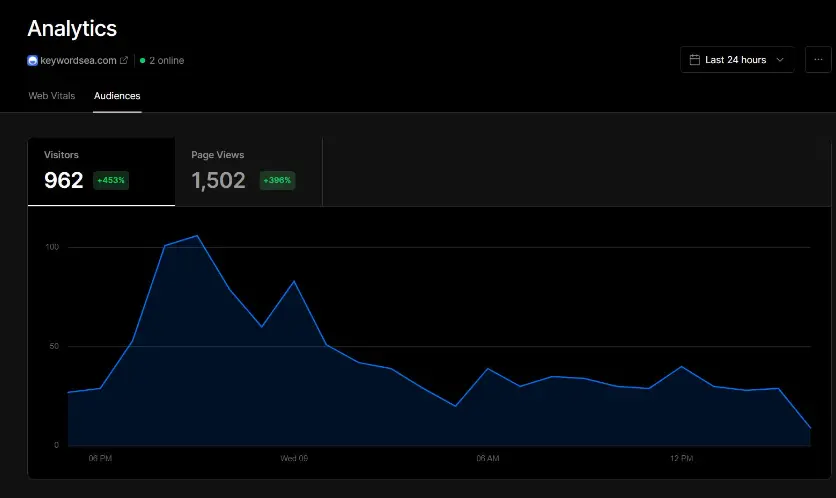 Analytics
keywordsea.com 2 online
Last 24 hours
Web Vitals Audiences
Visitors
962 +453%
Page Views
1,502 +396%
100
50
0
06 PM Wed 09 06 AM 12 PM